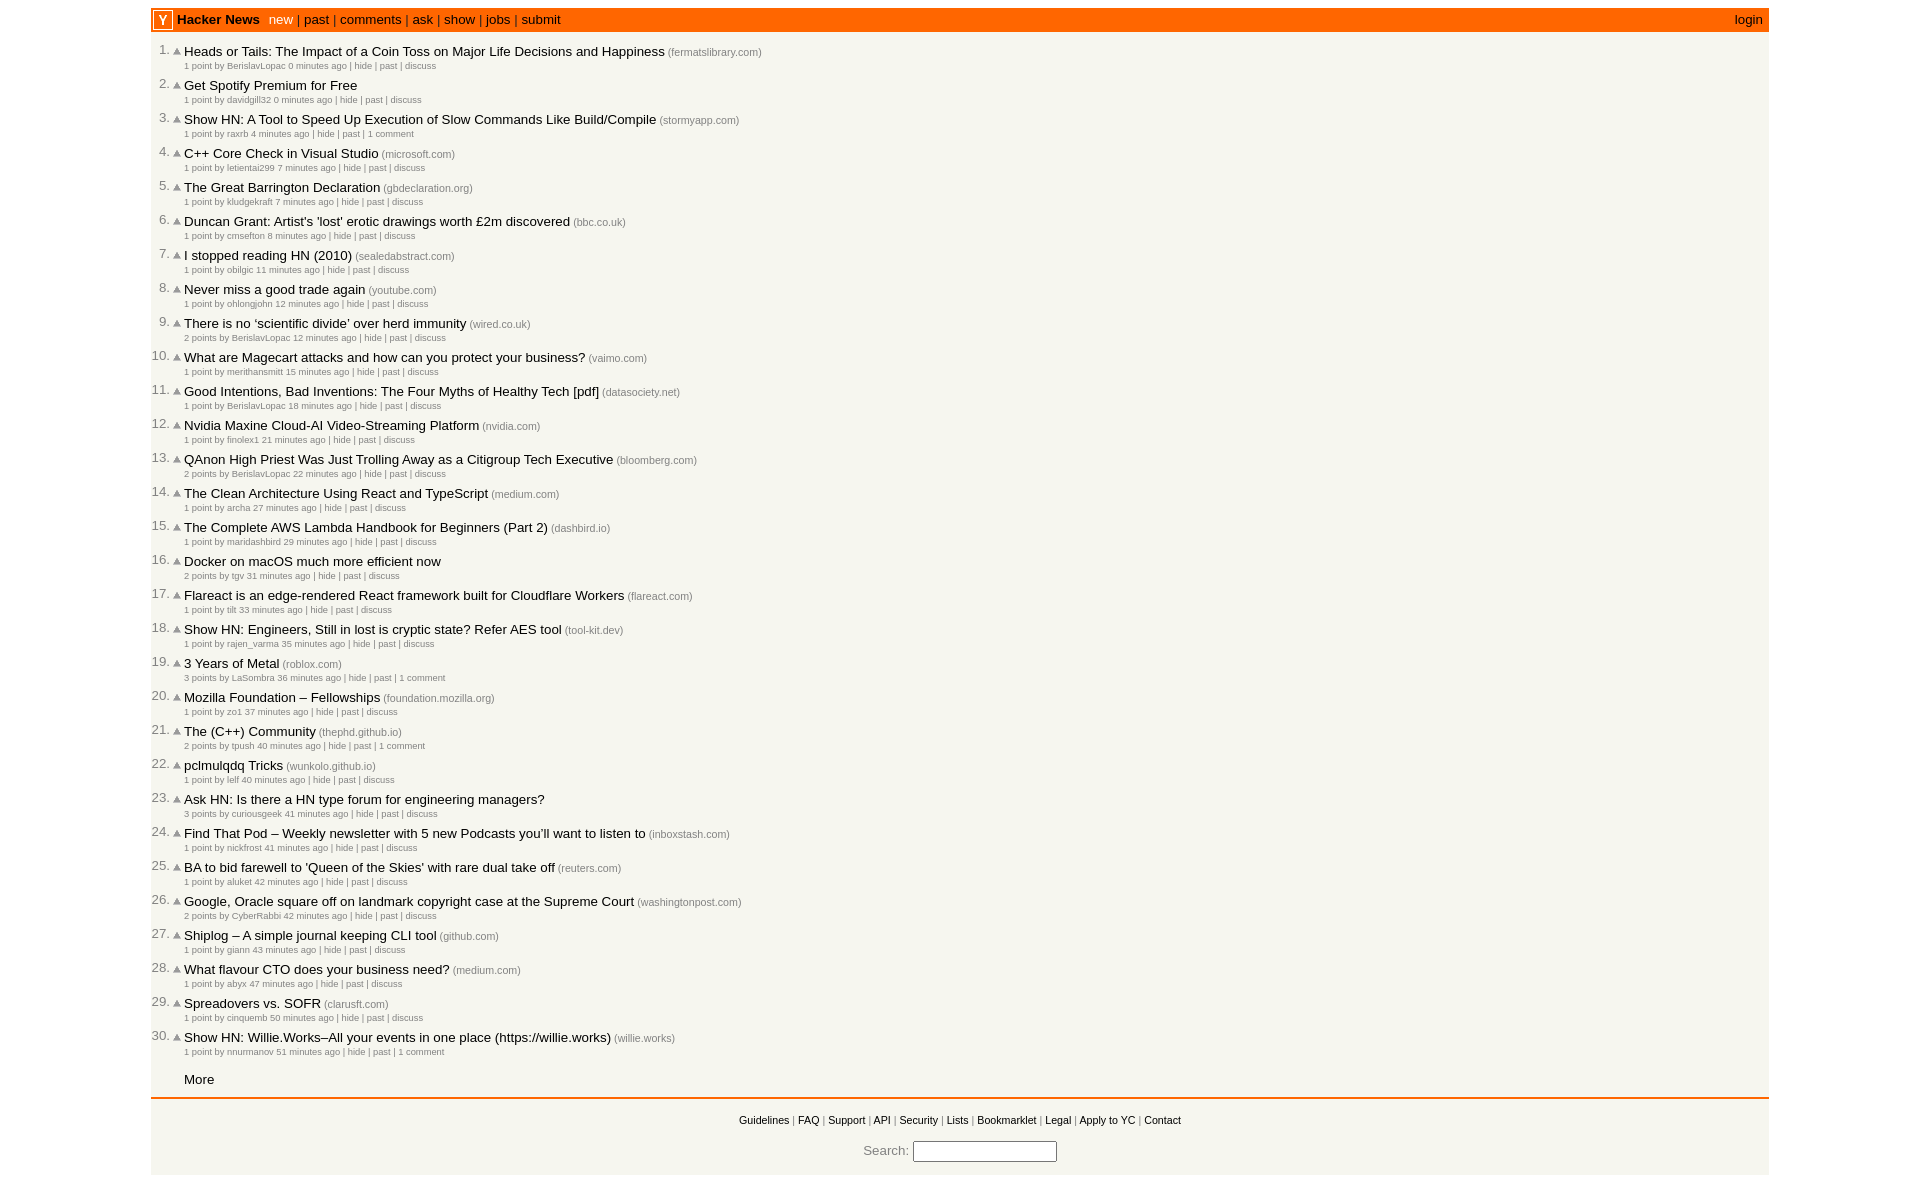 Y Hacker News new | past | comments | ask | show | jobs | submit login
1. Heads or Tails: The Impact of a Coin Toss on Major Life Decisions and Happiness (fermatslibrary.com)
1 point by BerislavLopac 0 minutes ago | hide | past | discuss
2. Get Spotify Premium for Free
1 point by davidgill32 0 minutes ago | hide | past | discuss
3. Show HN: A Tool to Speed Up Execution of Slow Commands Like Build/Compile (stormyapp.com)
1 point by raxrb 4 minutes ago | hide | past | 1 comment
4. C++ Core Check in Visual Studio (microsoft.com)
1 point by letientai299 7 minutes ago | hide | past | discuss
5. The Great Barrington Declaration (gbdeclaration.org)
1 point by kludgekraft 7 minutes ago | hide | past | discuss
6. Duncan Grant: Artist's 'lost' erotic drawings worth £2m discovered (bbc.co.uk)
1 point by cmsefton 8 minutes ago | hide | past | discuss
7. I stopped reading HN (2010) (sealedabstract.com)
1 point by obilgic 11 minutes ago | hide | past | discuss
8. Never miss a good trade again (youtube.com)
1 point by ohlongjohn 12 minutes ago | hide | past | discuss
9. There is no ‘scientific divide’ over herd immunity (wired.co.uk)
2 points by BerislavLopac 12 minutes ago | hide | past | discuss
10. What are Magecart attacks and how can you protect your business? (vaimo.com)
1 point by merithansmitt 15 minutes ago | hide | past | discuss
11. Good Intentions, Bad Inventions: The Four Myths of Healthy Tech [pdf] (datasociety.net)
1 point by BerislavLopac 18 minutes ago | hide | past | discuss
12. Nvidia Maxine Cloud-AI Video-Streaming Platform (nvidia.com)
1 point by finolex1 21 minutes ago | hide | past | discuss
13. QAnon High Priest Was Just Trolling Away as a Citigroup Tech Executive (bloomberg.com)
2 points by BerislavLopac 22 minutes ago | hide | past | discuss
14. The Clean Architecture Using React and TypeScript (medium.com)
1 point by archa 27 minutes ago | hide | past | discuss
15. The Complete AWS Lambda Handbook for Beginners (Part 2) (dashbird.io)
1 point by maridashbird 29 minutes ago | hide | past | discuss
16. Docker on macOS much more efficient now
2 points by tgv 31 minutes ago | hide | past | discuss
17. Flareact is an edge-rendered React framework built for Cloudflare Workers (flareact.com)
1 point by tilt 33 minutes ago | hide | past | discuss
18. Show HN: Engineers, Still in lost is cryptic state? Refer AES tool (tool-kit.dev)
1 point by rajen_varma 35 minutes ago | hide | past | discuss
19. 3 Years of Metal (roblox.com)
3 points by LaSombra 36 minutes ago | hide | past | 1 comment
20. Mozilla Foundation – Fellowships (foundation.mozilla.org)
1 point by zo1 37 minutes ago | hide | past | discuss
21. The (C++) Community (thephd.github.io)
2 points by tpush 40 minutes ago | hide | past | 1 comment
22. pclmulqdq Tricks (wunkolo.github.io)
1 point by lelf 40 minutes ago | hide | past | discuss
23. Ask HN: Is there a HN type forum for engineering managers?
3 points by curiousgeek 41 minutes ago | hide | past | discuss
24. Find That Pod – Weekly newsletter with 5 new Podcasts you’ll want to listen to (inboxstash.com)
1 point by nickfrost 41 minutes ago | hide | past | discuss
25. BA to bid farewell to 'Queen of the Skies' with rare dual take off (reuters.com)
1 point by aluket 42 minutes ago | hide | past | discuss
26. Google, Oracle square off on landmark copyright case at the Supreme Court (washingtonpost.com)
2 points by CyberRabbi 42 minutes ago | hide | past | discuss
27. Shiplog – A simple journal keeping CLI tool (github.com)
1 point by giann 43 minutes ago | hide | past | discuss
28. What flavour CTO does your business need? (medium.com)
1 point by abyx 47 minutes ago | hide | past | discuss
29. Spreadovers vs. SOFR (clarusft.com)
1 point by cinquemb 50 minutes ago | hide | past | discuss
30. Show HN: Willie.Works–All your events in one place (https://willie.works) (willie.works)
1 point by nnurmanov 51 minutes ago | hide | past | 1 comment
More
Guidelines | FAQ | Support | API | Security | Lists | Bookmarklet | Legal | Apply to YC | Contact
Search: